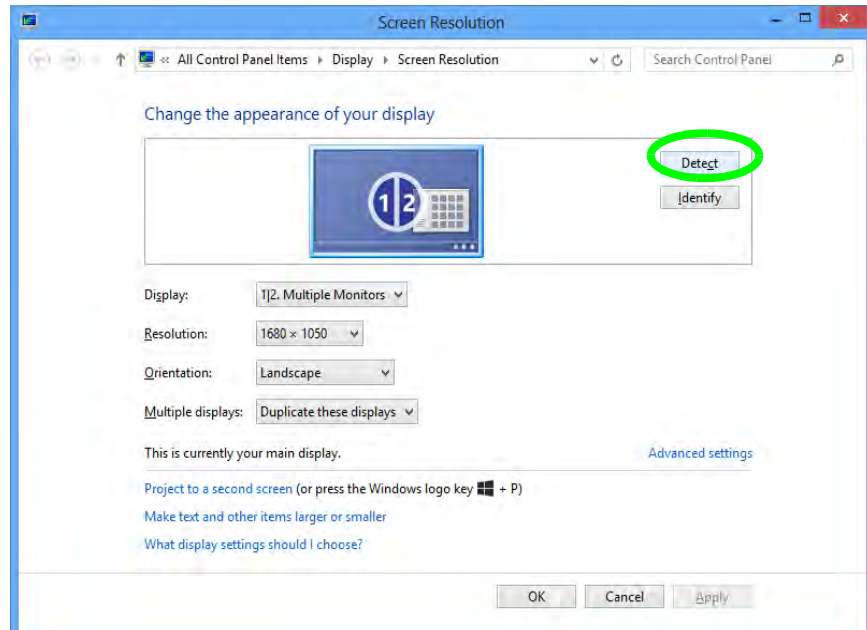 Screen Resolution
« All Control Panel Items Display Screen Resolution Search Control Panel
Change the appearance of your display
Detect
1|2
Identify
Display: 1|2. Multiple Monitors
Resolution: 1680 × 1050
Orientation: Landscape
Multiple displays: Duplicate these displays
This is currently your main display. Advanced settings
Project to a second screen (or press the Windows logo key + P)
Make text and other items larger or smaller
What display settings should I choose?
OK Cancel Apply